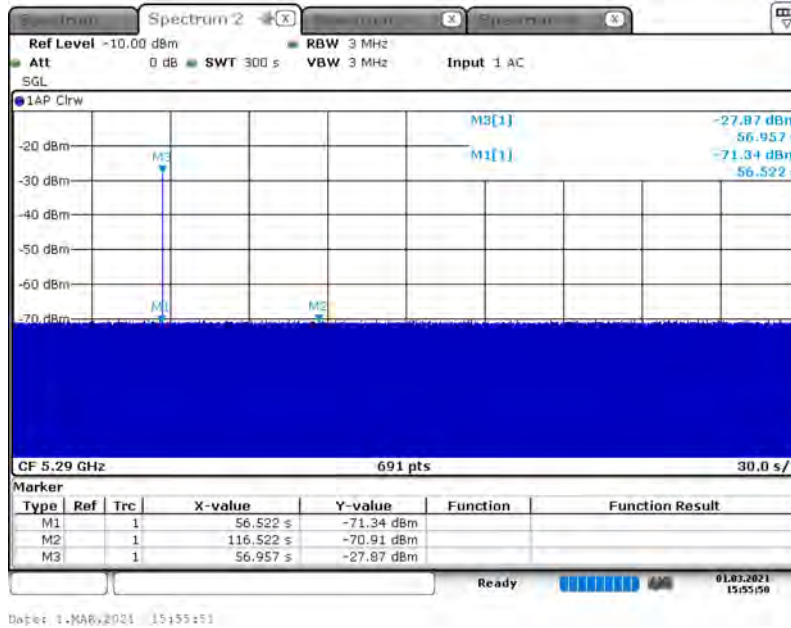 Spectrum 2
Ref Level -10.00 dBm RBW 3 MHz
Att 0 dB SWT 300 s VBW 3 MHz Input 1 AC
SGL
1AP Clrw
M3[1] -27.87 dBm
56.957
M1[1] -71.34 dBm
56.522
-20 dBm
M3
-30 dBm
-40 dBm
-50 dBm
-60 dBm
M1 M2
-70 dBm
CF 5.29 GHz 691 pts 30.0 s/
Marker
Type Ref Trc X-value Y-value Function Function Result
M1 1 56.522 s -71.34 dBm
M2 1 116.522 s -70.91 dBm
M3 1 56.957 s -27.87 dBm
Ready 01.03.2021
15:55:50
Date: 1.MAR.2021 15:55:51